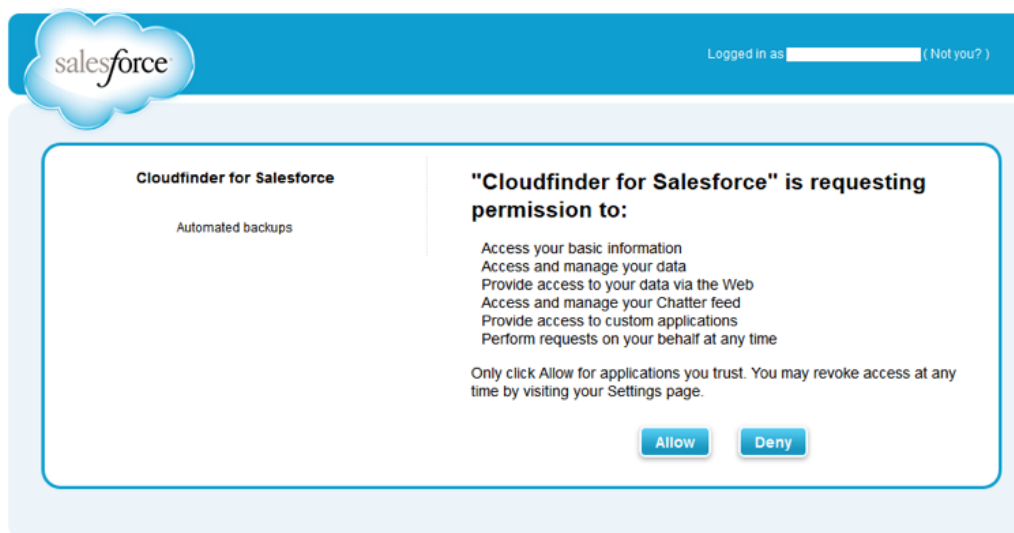 salesforce
Logged in as
( Not you? )
Cloudfinder for Salesforce
Automated backups
"Cloudfinder for Salesforce" is requesting
permission to:
Access your basic information
Access and manage your data
Provide access to your data via the Web
Access and manage your Chatter feed
Provide access to custom applications
Perform requests on your behalf at any time
Only click Allow for applications you trust. You may revoke access at any
time by visiting your Settings page.
Allow
Deny